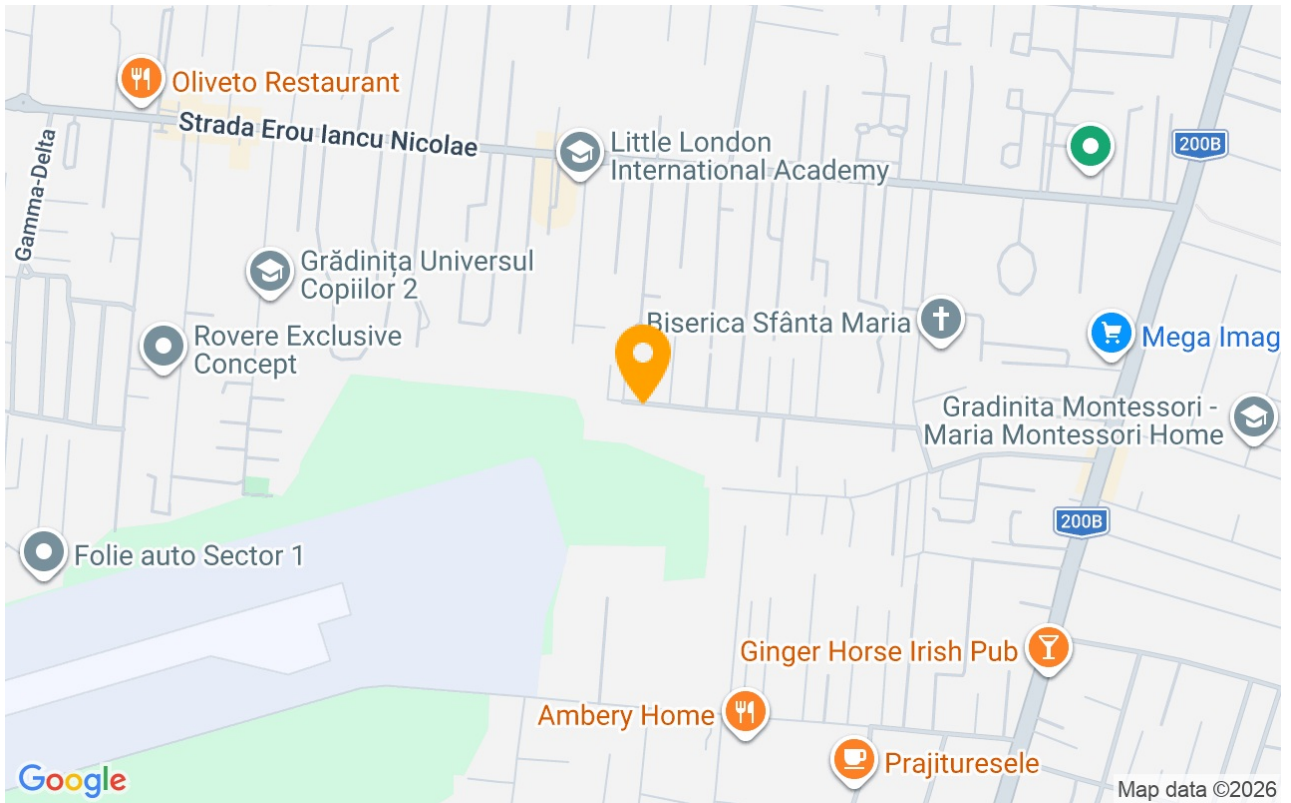 Oliveto Restaurant
Strada Erou Iancu Nicolae
Little London
International Academy
200B
Gamma-Delta
Grădinița Universul
Copiilor 2
Biserica Sfânta Maria
Rovere Exclusive
Concept
Mega Imag
Gradinita Montessori -
Maria Montessori Home
200B
Folie auto Sector 1
Ginger Horse Irish Pub
Ambery Home
Prajituresele
Google
Map data ©2026